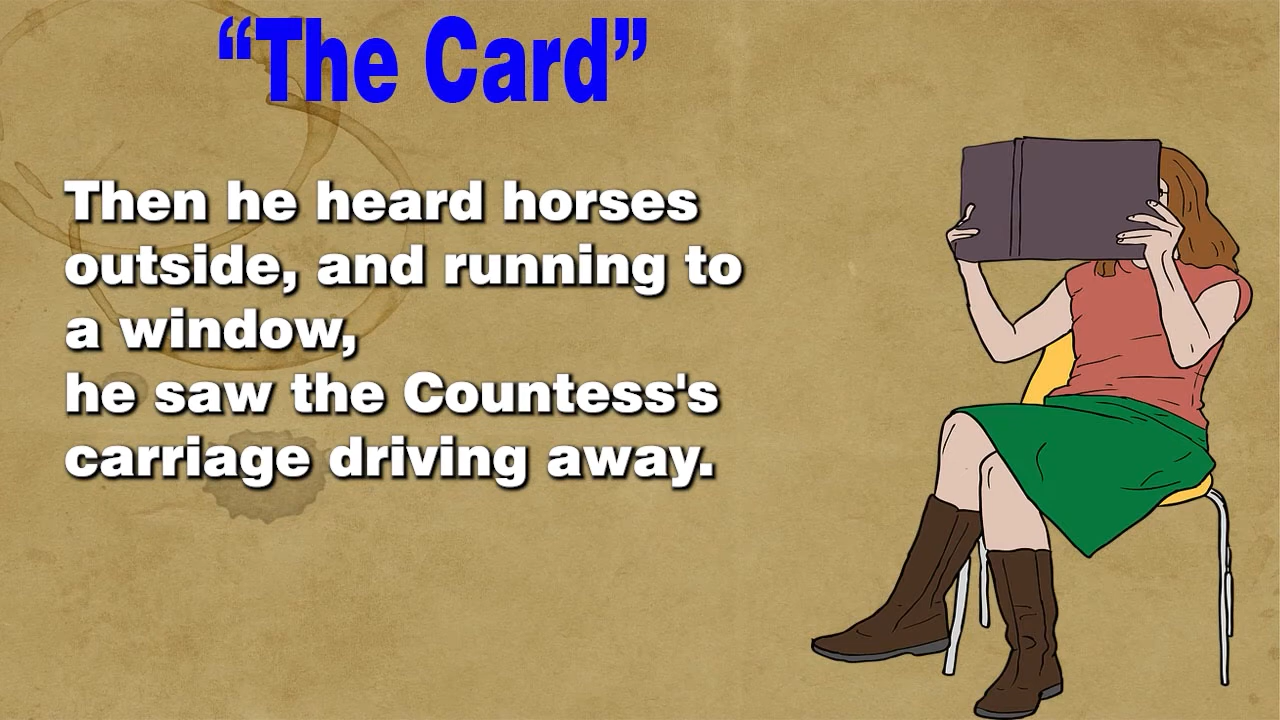 “The Card”
Then he heard horses
outside, and running to
a window,
he saw the Countess's
carriage driving away.